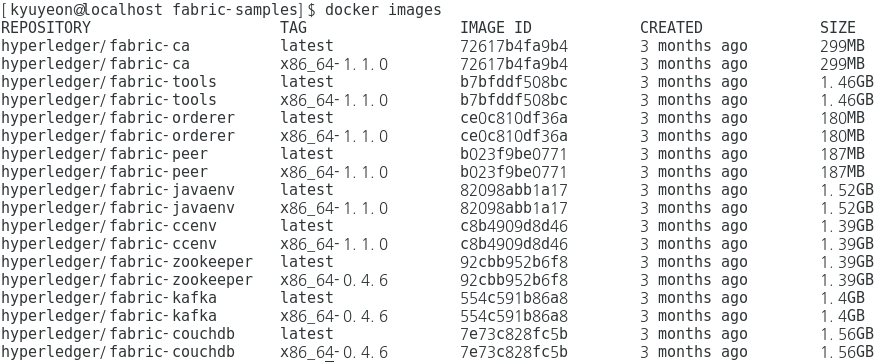 [kyuyeon@localhost fabric-samples]$ docker images
REPOSITORY TAG IMAGE ID CREATED SIZE
hyperledger/fabric-ca latest 72617b4fa9b4 3 months ago 299MB
hyperledger/fabric-ca x86_64-1.1.0 72617b4fa9b4 3 months ago 299MB
hyperledger/fabric-tools latest b7bfddf508bc 3 months ago 1.46GB
hyperledger/fabric-tools x86_64-1.1.0 b7bfddf508bc 3 months ago 1.46GB
hyperledger/fabric-orderer latest ce0c810df36a 3 months ago 180MB
hyperledger/fabric-orderer x86_64-1.1.0 ce0c810df36a 3 months ago 180MB
hyperledger/fabric-peer latest b023f9be0771 3 months ago 187MB
hyperledger/fabric-peer x86_64-1.1.0 b023f9be0771 3 months ago 187MB
hyperledger/fabric-javaenv latest 82098abb1a17 3 months ago 1.52GB
hyperledger/fabric-javaenv x86_64-1.1.0 82098abb1a17 3 months ago 1.52GB
hyperledger/fabric-ccenv latest c8b4909d8d46 3 months ago 1.39GB
hyperledger/fabric-ccenv x86_64-1.1.0 c8b4909d8d46 3 months ago 1.39GB
hyperledger/fabric-zookeeper latest 92cbb952b6f8 3 months ago 1.39GB
hyperledger/fabric-zookeeper x86_64-0.4.6 92cbb952b6f8 3 months ago 1.39GB
hyperledger/fabric-kafka latest 554c591b86a8 3 months ago 1.4GB
hyperledger/fabric-kafka x86_64-0.4.6 554c591b86a8 3 months ago 1.4GB
hyperledger/fabric-couchdb latest 7e73c828fc5b 3 months ago 1.56GB
hyperledger/fabric-couchdb x86_64-0.4.6 7e73c828fc5b 3 months ago 1.56GB